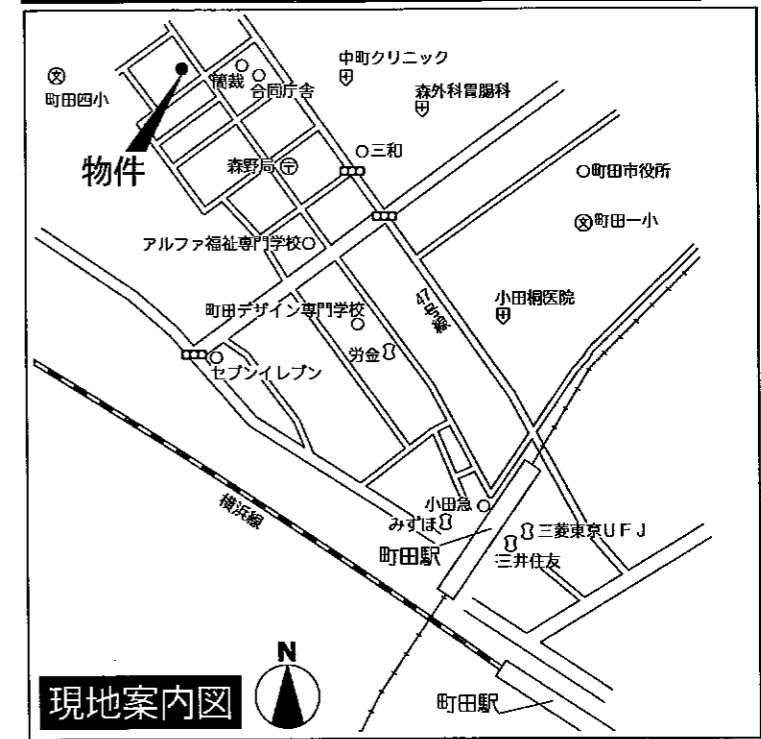 中町クリニック
森外科胃腸科
簡裁
合同庁舎
町田四小
物件
三和
森野局
町田市役所
町田一小
アルファ福祉専門学校
47号線
小田桐医院
町田デザイン専門学校
労金
セブンイレブン
横浜線
小田急
みずほ
三菱東京UFJ
町田駅
三井住友
N
現地案内図
町田駅